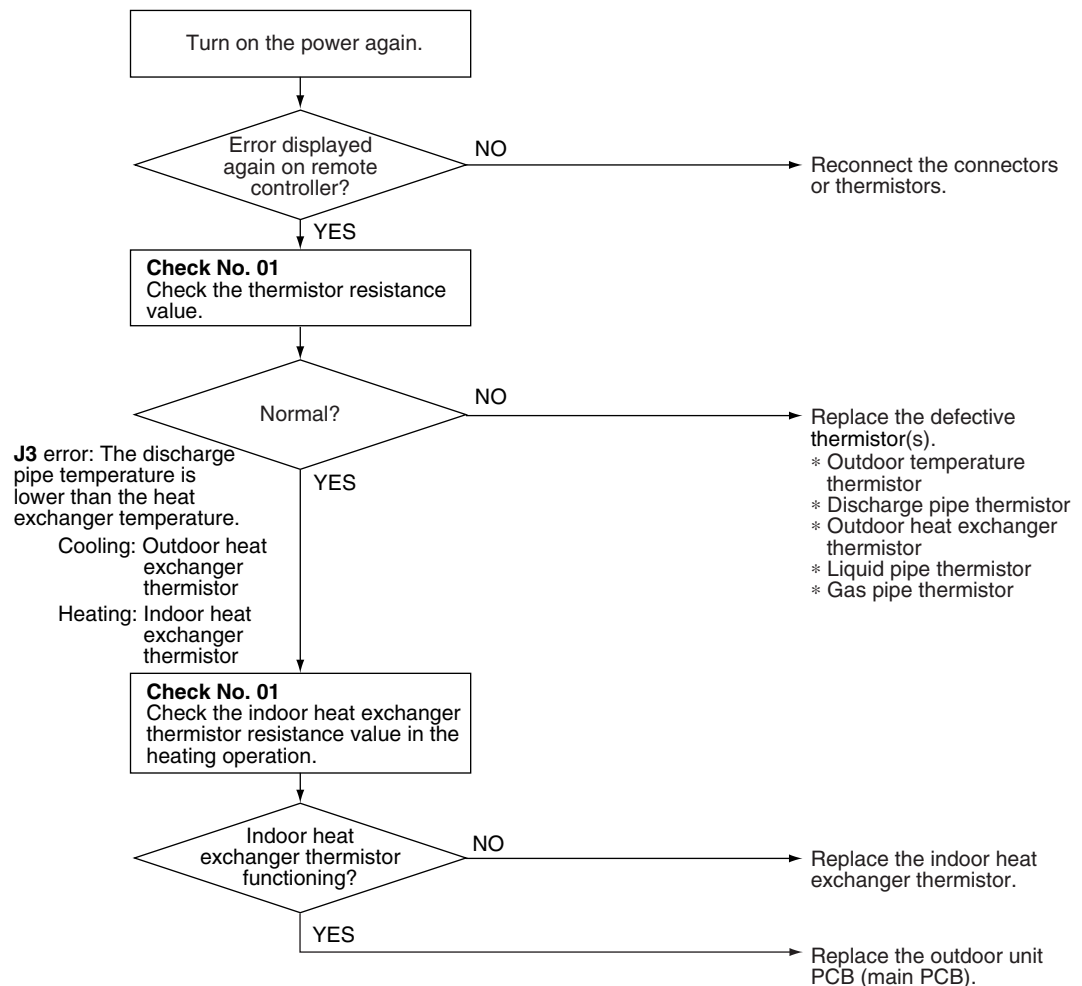 Turn on the power again.
Error displayed
again on remote
controller?
NO
Reconnect the connectors
or thermistors.
YES
Check No. 01
Check the thermistor resistance
value.
Normal?
NO
Replace the defective
thermistor(s).
* Outdoor temperature
thermistor
* Discharge pipe thermistor
* Outdoor heat exchanger
thermistor
* Liquid pipe thermistor
* Gas pipe thermistor
J3 error: The discharge
pipe temperature is
lower than the heat
exchanger temperature.
Cooling: Outdoor heat
exchanger
thermistor
Heating: Indoor heat
exchanger
thermistor
YES
Check No. 01
Check the indoor heat exchanger
thermistor resistance value in the
heating operation.
Indoor heat
exchanger thermistor
functioning?
NO
Replace the indoor heat
exchanger thermistor.
YES
Replace the outdoor unit
PCB (main PCB).